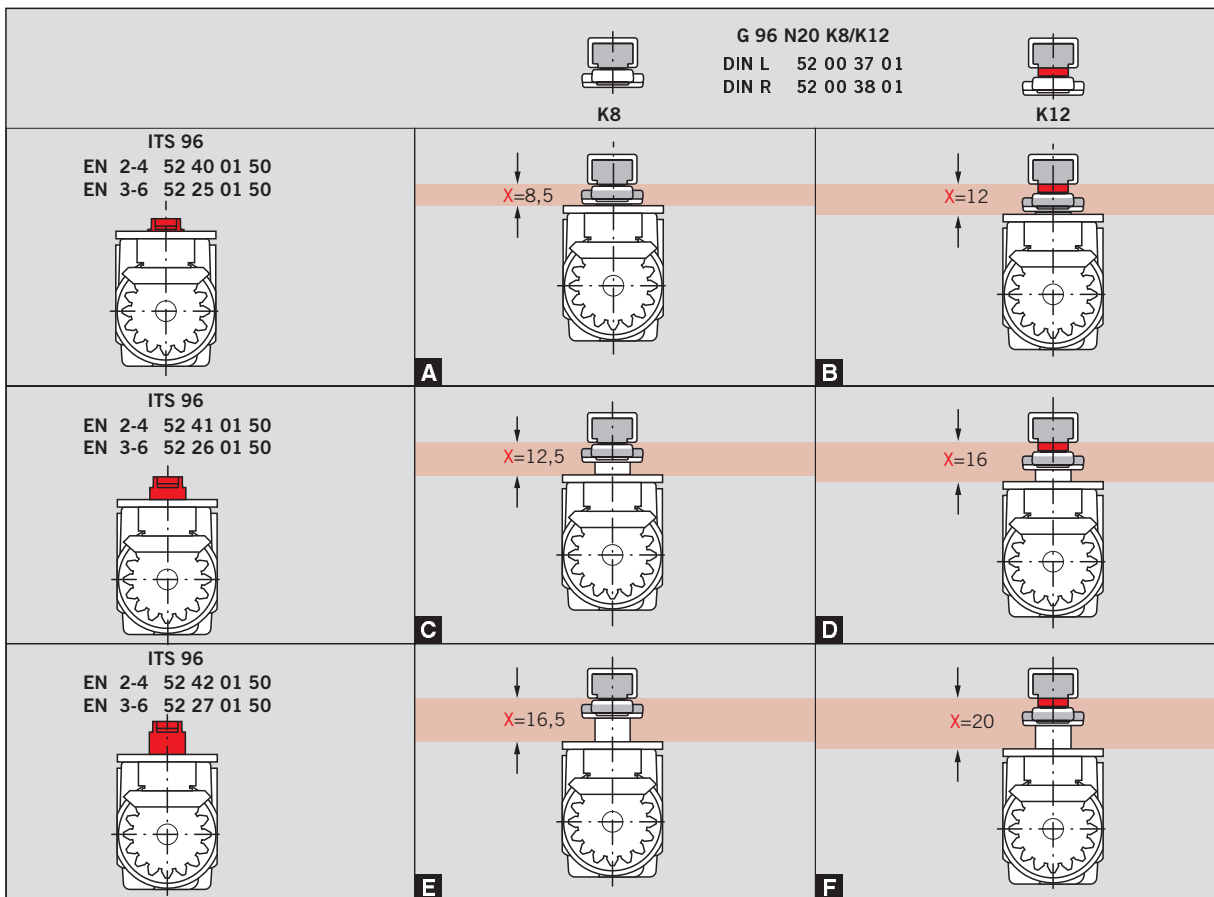 G 96 N20 K8/K12
DIN L 52 00 37 01
DIN R 52 00 38 01
K8
K12
ITS 96
EN 2-4 52 40 01 50
EN 3-6 52 25 01 50
X=8,5
A
X=12
B
ITS 96
EN 2-4 52 41 01 50
EN 3-6 52 26 01 50
X=12,5
C
X=16
D
ITS 96
EN 2-4 52 42 01 50
EN 3-6 52 27 01 50
X=16,5
E
X=20
F